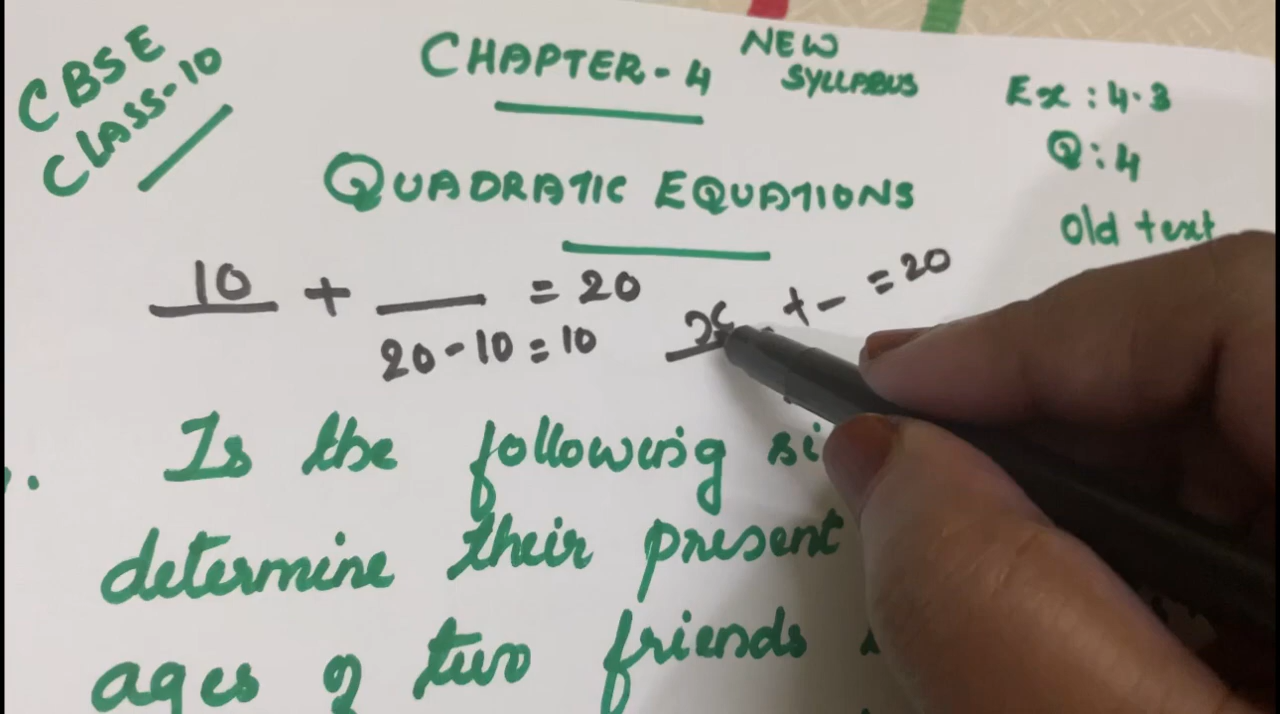 CBSE
CLASS-10
CHAPTER-4
NEW
SYLLABUS
Ex : 4.3
Q : 4
Old text
QUADRATIC EQUATIONS
10 + ___ = 20
20 - 10 = 10
x + _ = 20
Is the following
determine their present
ages of two friends